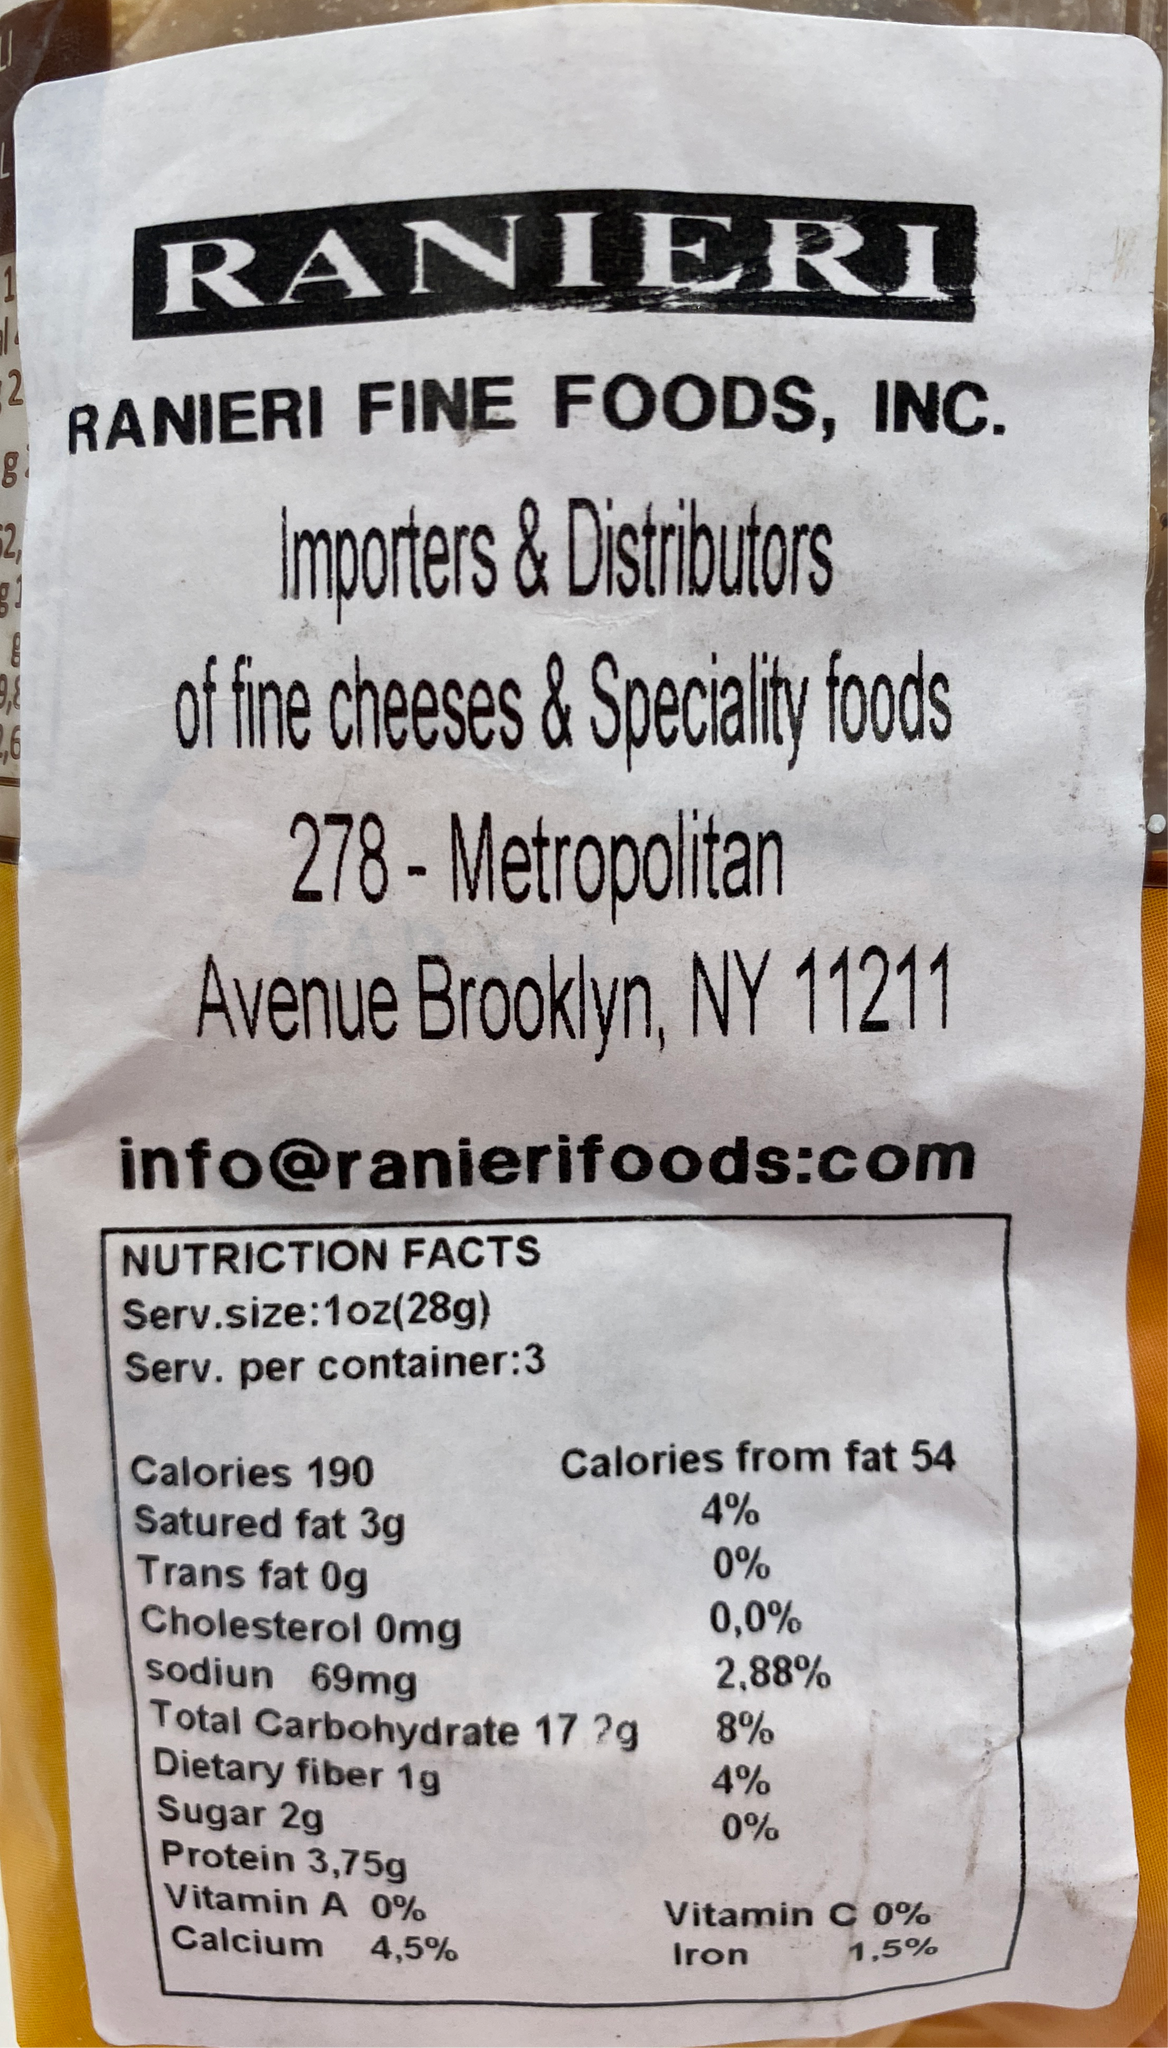 RANIERI
RANIERI FINE FOODS, INC.
Importers & Distributors
of fine cheeses & Speciality foods
278 - Metropolitan
Avenue Brooklyn, NY 11211
info@ranierifoods:com
NUTRICTION FACTS
Serv.size:1oz(28g)
Serv. per container:3
Calories 190 Calories from fat 54
Satured fat 3g 4%
Trans fat 0g 0%
Cholesterol 0mg 0,0%
sodiun 69mg 2,88%
Total Carbohydrate 17 ?g 8%
Dietary fiber 1g 4%
Sugar 2g 0%
Protein 3,75g
Vitamin A 0% Vitamin C 0%
Calcium 4,5% Iron 1,5%